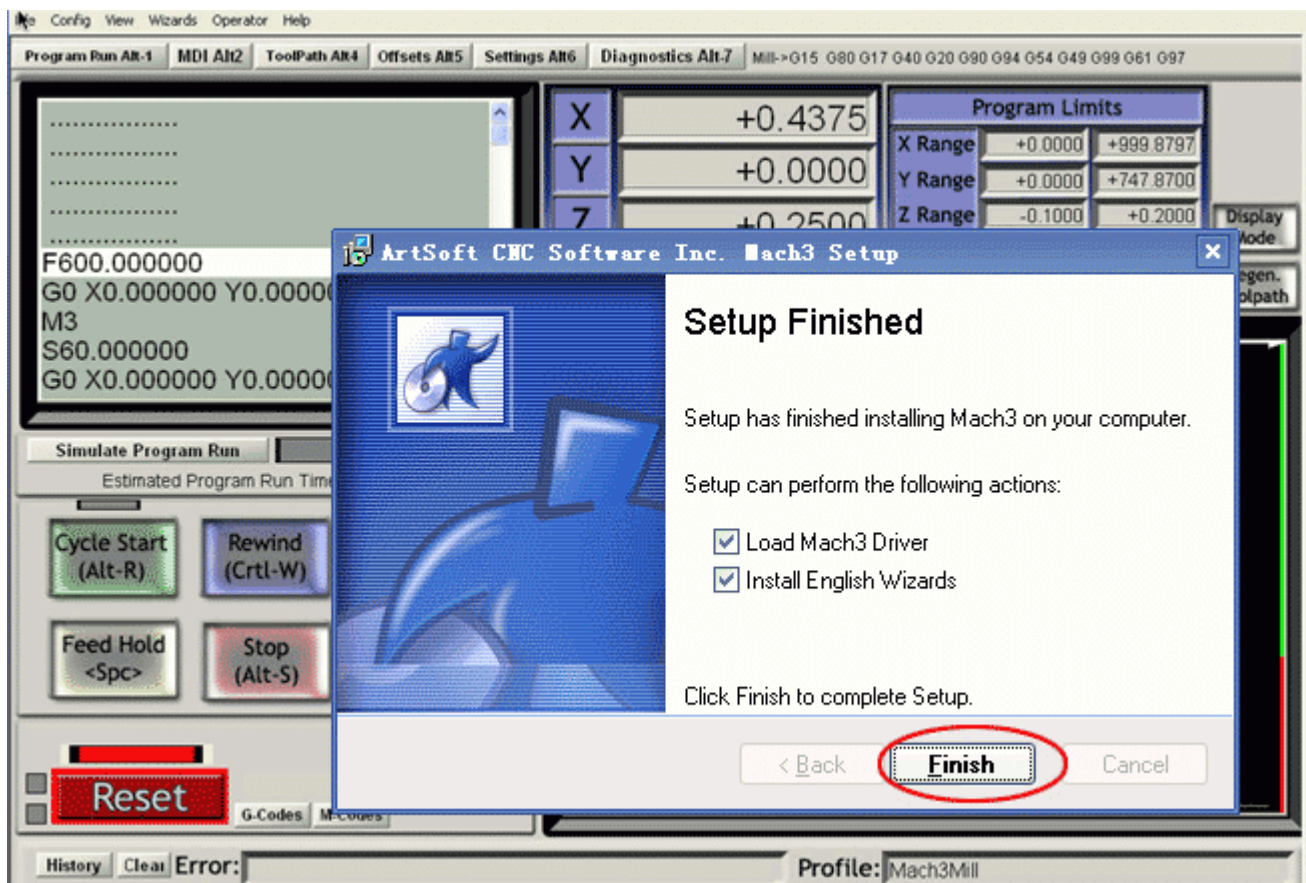 Config View Wizards Operator Help
Program Run Alt-1 MDI Alt2 ToolPath Alt4 Offsets Alt5 Settings Alt6 Diagnostics Alt-7 Mill->G15 G80 G17 G40 G20 G90 G94 G54 G49 G99 G61 G97
................
................
................
................
................
F600.000000
G0 X0.000000 Y0.00000
M3
S60.000000
G0 X0.000000 Y0.00000
X +0.4375
Y +0.0000
Z +0.2500
Program Limits
X Range +0.0000 +999.8797
Y Range +0.0000 +747.8700
Z Range -0.1000 +0.2000
Display
Mode
ArtSoft CNC Software Inc. Mach3 Setup
Setup Finished
Setup has finished installing Mach3 on your computer.
Setup can perform the following actions:
Load Mach3 Driver
Install English Wizards
Click Finish to complete Setup.
< Back Finish Cancel
Simulate Program Run
Estimated Program Run Time
Cycle Start
(Alt-R)
Rewind
(Crtl-W)
Feed Hold
<Spc>
Stop
(Alt-S)
Reset
G-Codes M-Codes
History Clear Error:
Profile: Mach3Mill